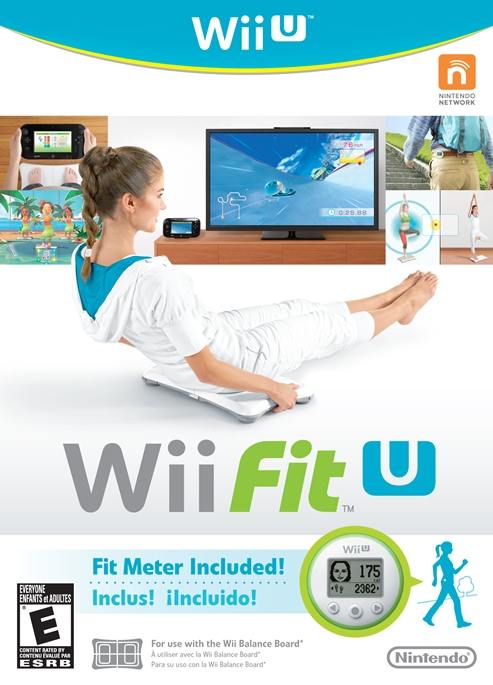 Wii U™
NINTENDO
NETWORK
76 mph
0:25.88
Wii Fit U
TM
Fit Meter Included!
Inclus! ¡Incluido!
Wii U
175
2362
EVERYONE
ENFANTS et ADULTES
E
CONTENT RATED BY
CONTENU ÉVALUÉ PAR
ESRB
For use with the Wii Balance Board*
À utiliser avec la Wii Balance Board*
Para su uso con la Wii Balance Board*
Nintendo®